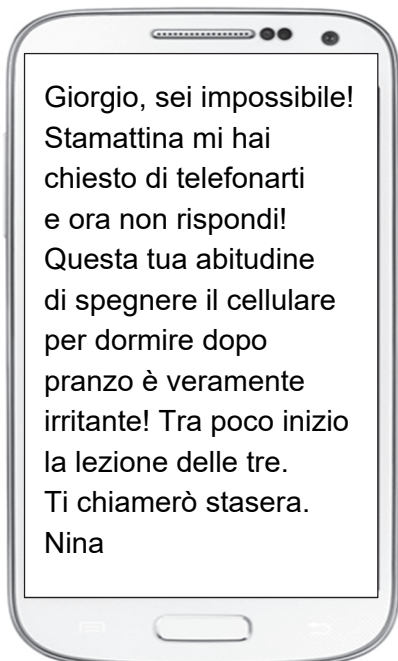 Giorgio, sei impossibile!
Stamattina mi hai
chiesto di telefonarti
e ora non rispondi!
Questa tua abitudine
di spegnere il cellulare
per dormire dopo
pranzo è veramente
irritante! Tra poco inizio
la lezione delle tre.
Ti chiamerò stasera.
Nina